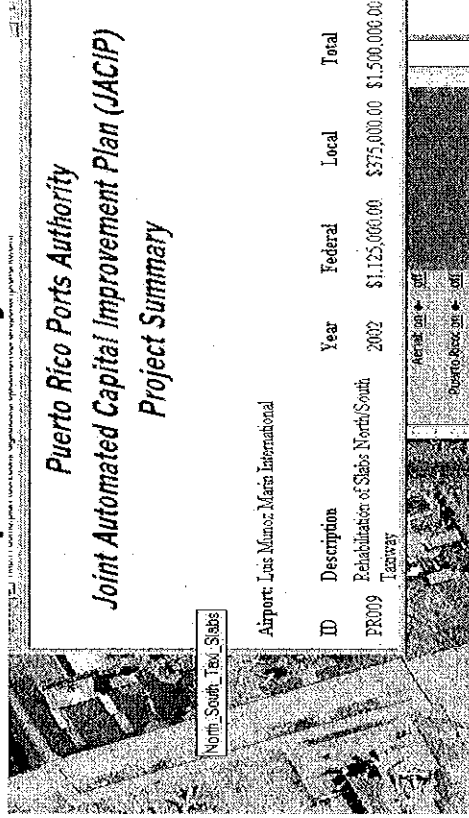 Puerto Rico Ports Authority
Joint Automated Capital Improvement Plan (JACIP)
Project Summary
North_South_Taxi_Slabs
Airport: Luis Munoz Marin International
ID Description Year Federal Local Total
PR009 Rehabilitation of Slabs North/South 2002 $1,125,000.00 $375,000.00 $1,500,000.00
Taxiway
Aerial on off
Puerto Rico on off